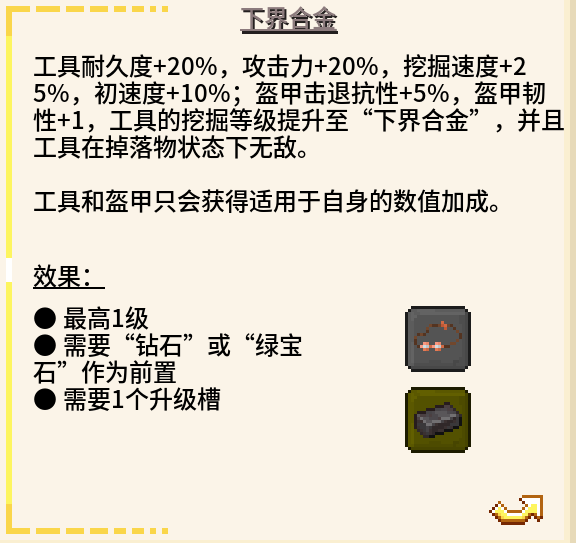 下界合金
工具耐久度+20%，攻击力+20%，挖掘速度+2
5%，初速度+10%；盔甲击退抗性+5%，盔甲韧
性+1，工具的挖掘等级提升至“下界合金”，并且
工具在掉落物状态下无敌。
工具和盔甲只会获得适用于自身的数值加成。
效果：
● 最高1级
● 需要“钻石”或“绿宝
石”作为前置
● 需要1个升级槽